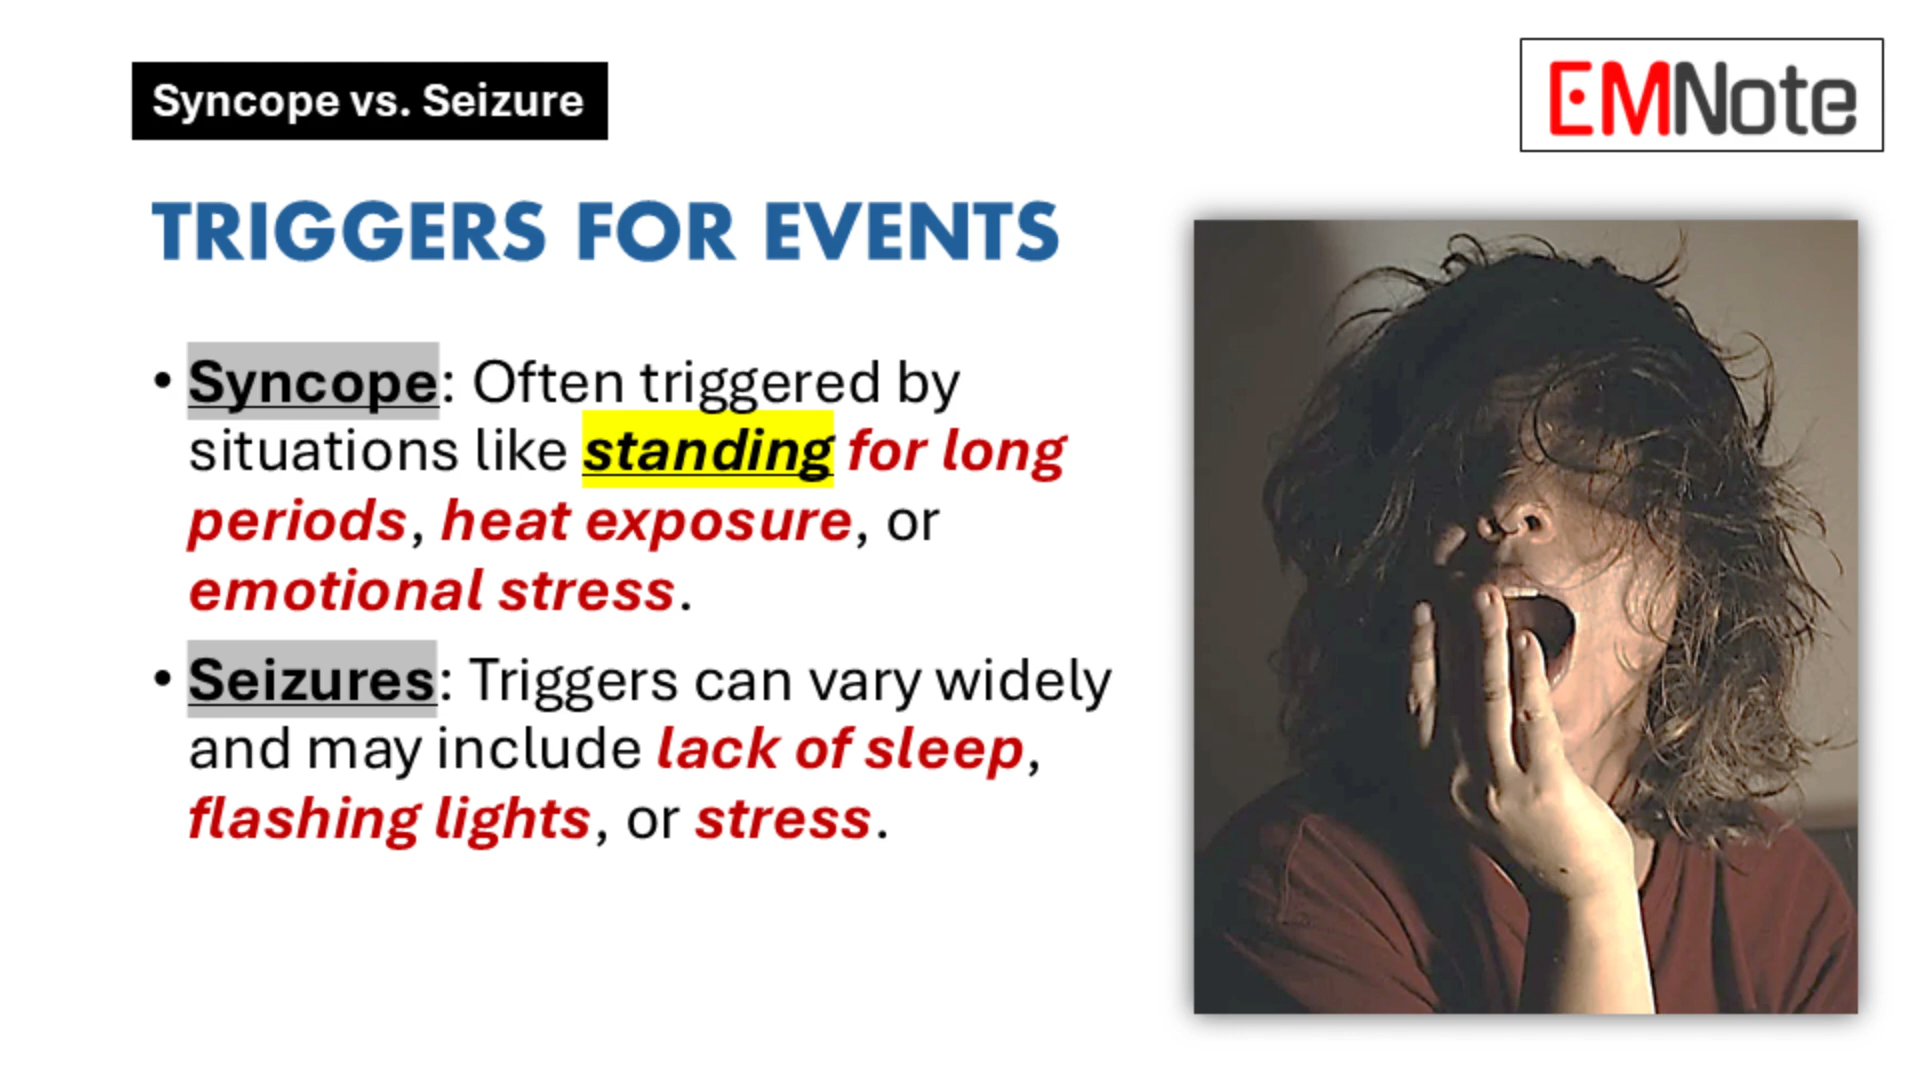 Syncope vs. Seizure
EMNote
TRIGGERS FOR EVENTS
• Syncope: Often triggered by
situations like standing for long
periods, heat exposure, or
emotional stress.
• Seizures: Triggers can vary widely
and may include lack of sleep,
flashing lights, or stress.